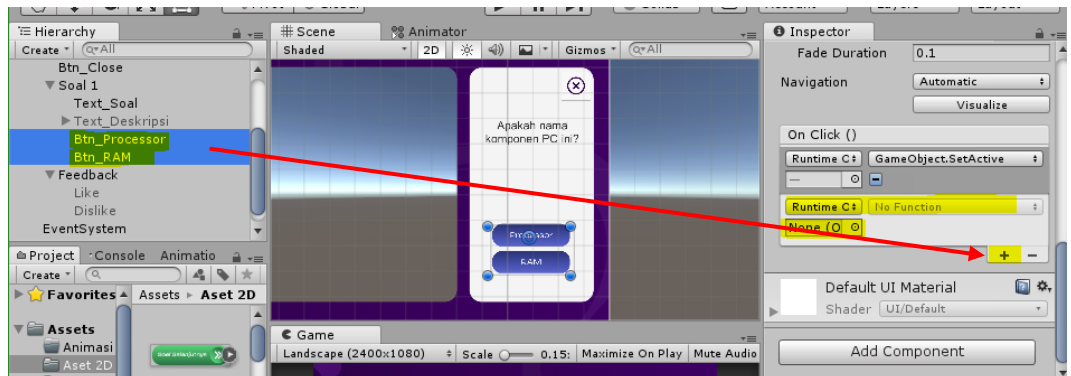 Hierarchy
Create
All
Btn_Close
Soal 1
Text_Soal
Text_Deskripsi
Btn_Processor
Btn_RAM
Feedback
Like
Dislike
EventSystem
Project
Console
Animatio
Create
Favorites
Assets
Animasi
Aset 2D
Assets ▸ Aset 2D
Scene
Animator
Shaded
2D
Gizmos
All
Apakah nama
komponen PC ini?
Processor
RAM
Game
Landscape (2400x1080)
Scale
0.15:
Maximize On Play
Mute Audio
Inspector
Fade Duration
0.1
Navigation
Automatic
Visualize
On Click ()
Runtime C
GameObject.SetActive
Runtime C
No Function
None (O
Default UI Material
Shader
UI/Default
Add Component